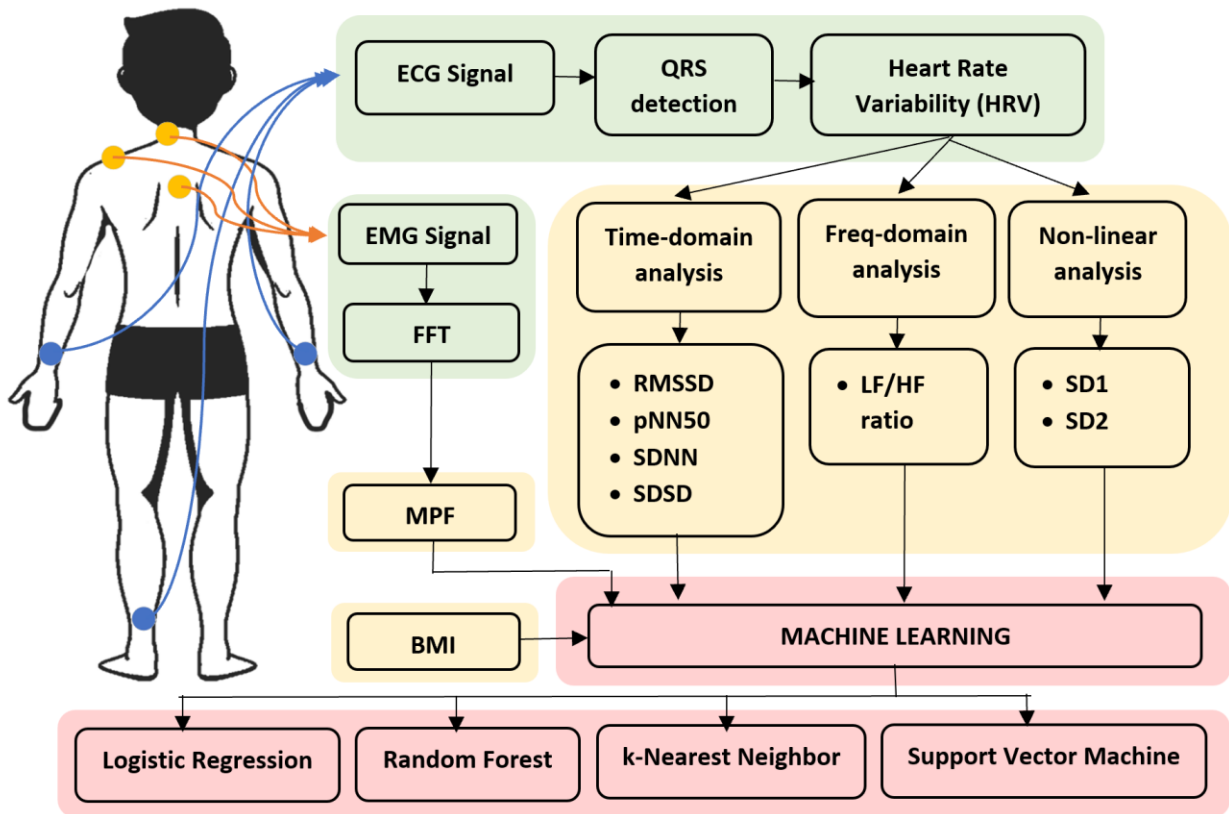 ECG Signal
QRS
detection
Heart Rate
Variability (HRV)
EMG Signal
FFT
MPF
BMI
Time-domain
analysis
Freq-domain
analysis
Non-linear
analysis
• RMSSD
• pNN50
• SDNN
• SDSD
• LF/HF
ratio
• SD1
• SD2
MACHINE LEARNING
Logistic Regression
Random Forest
k-Nearest Neighbor
Support Vector Machine